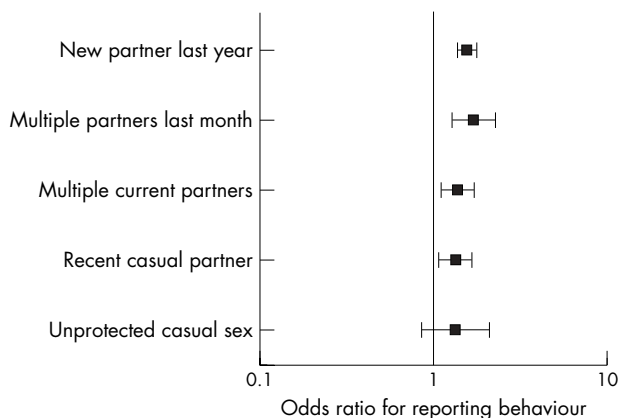 New partner last year
Multiple partners last month
Multiple current partners
Recent casual partner
Unprotected casual sex
0.1 1 10
Odds ratio for reporting behaviour